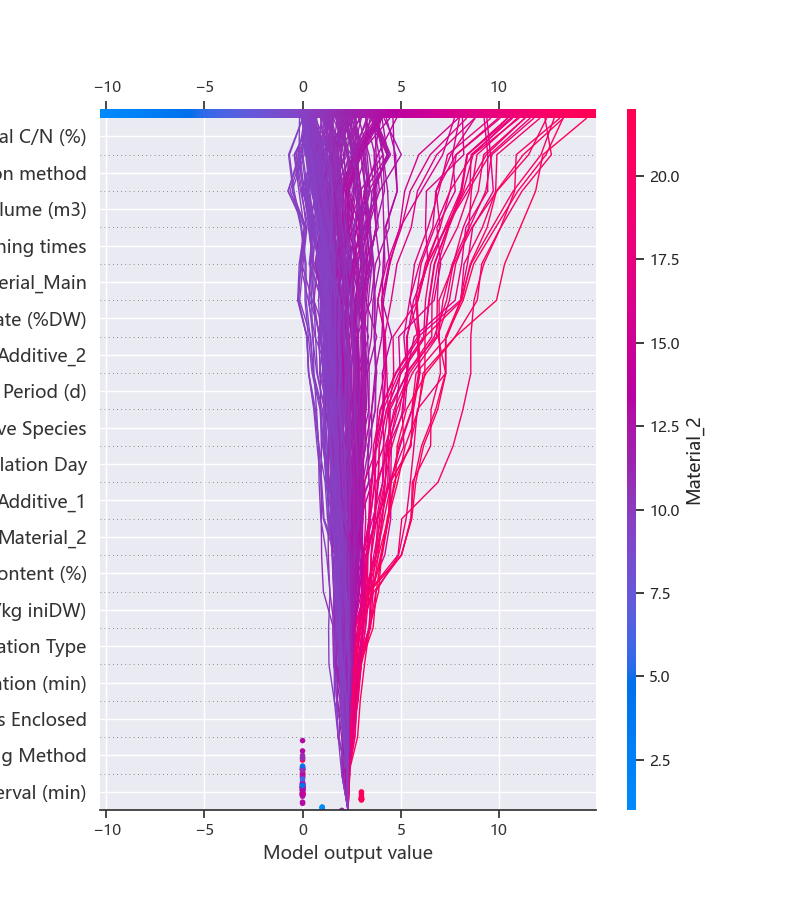 −10 −5 0 5 10
al C/N (%)
on method
lume (m3)
ning times
erial_Main
ate (%DW)
Additive_2
Period (d)
ve Species
lation Day
Additive_1
Material_2
ontent (%)
/kg iniDW)
ation Type
tion (min)
s Enclosed
g Method
erval (min)
−10 −5 0 5 10
Model output value
20.0
17.5
15.0
12.5
10.0
7.5
5.0
2.5
Material_2